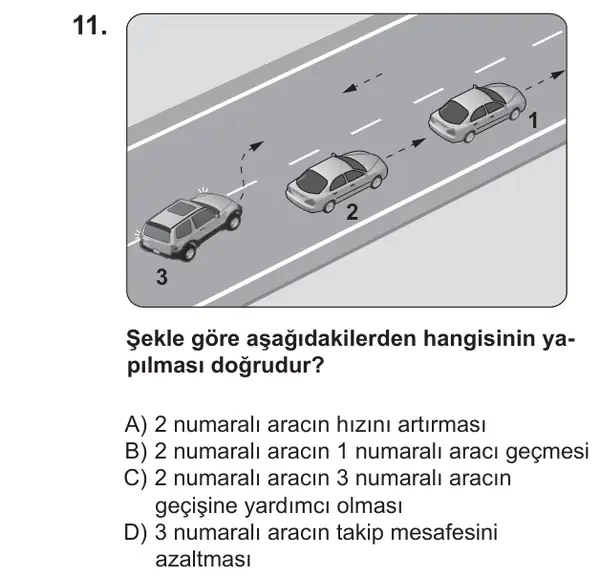 11.
1
2
3
Şekle göre aşağıdakilerden hangisinin ya-
pılması doğrudur?
A) 2 numaralı aracın hızını artırması
B) 2 numaralı aracın 1 numaralı aracı geçmesi
C) 2 numaralı aracın 3 numaralı aracın
geçişine yardımcı olması
D) 3 numaralı aracın takip mesafesini
azaltması